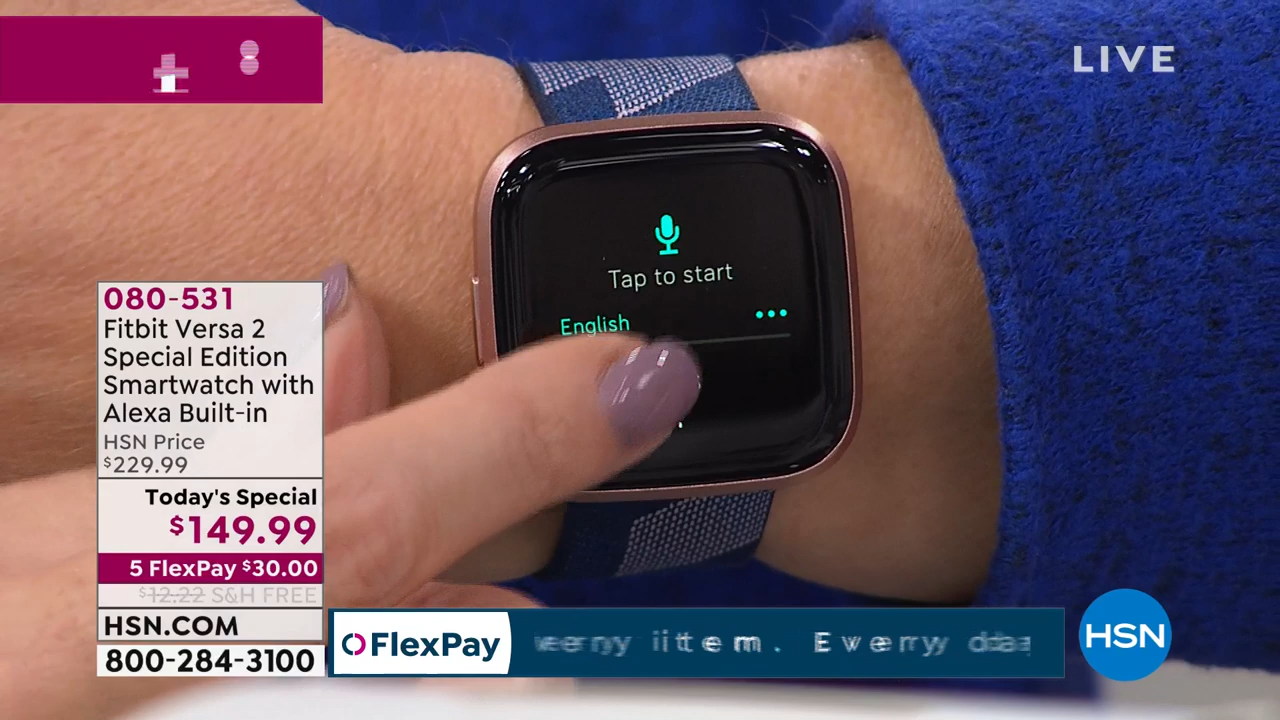 LIVE
Tap to start
English
080-531
Fitbit Versa 2
Special Edition
Smartwatch with
Alexa Built-in
HSN Price
$229.99
Today's Special
$149.99
5 FlexPay $30.00
$12.22 S&H FREE
HSN.COM
800-284-3100
FlexPay
item. Every
HSN